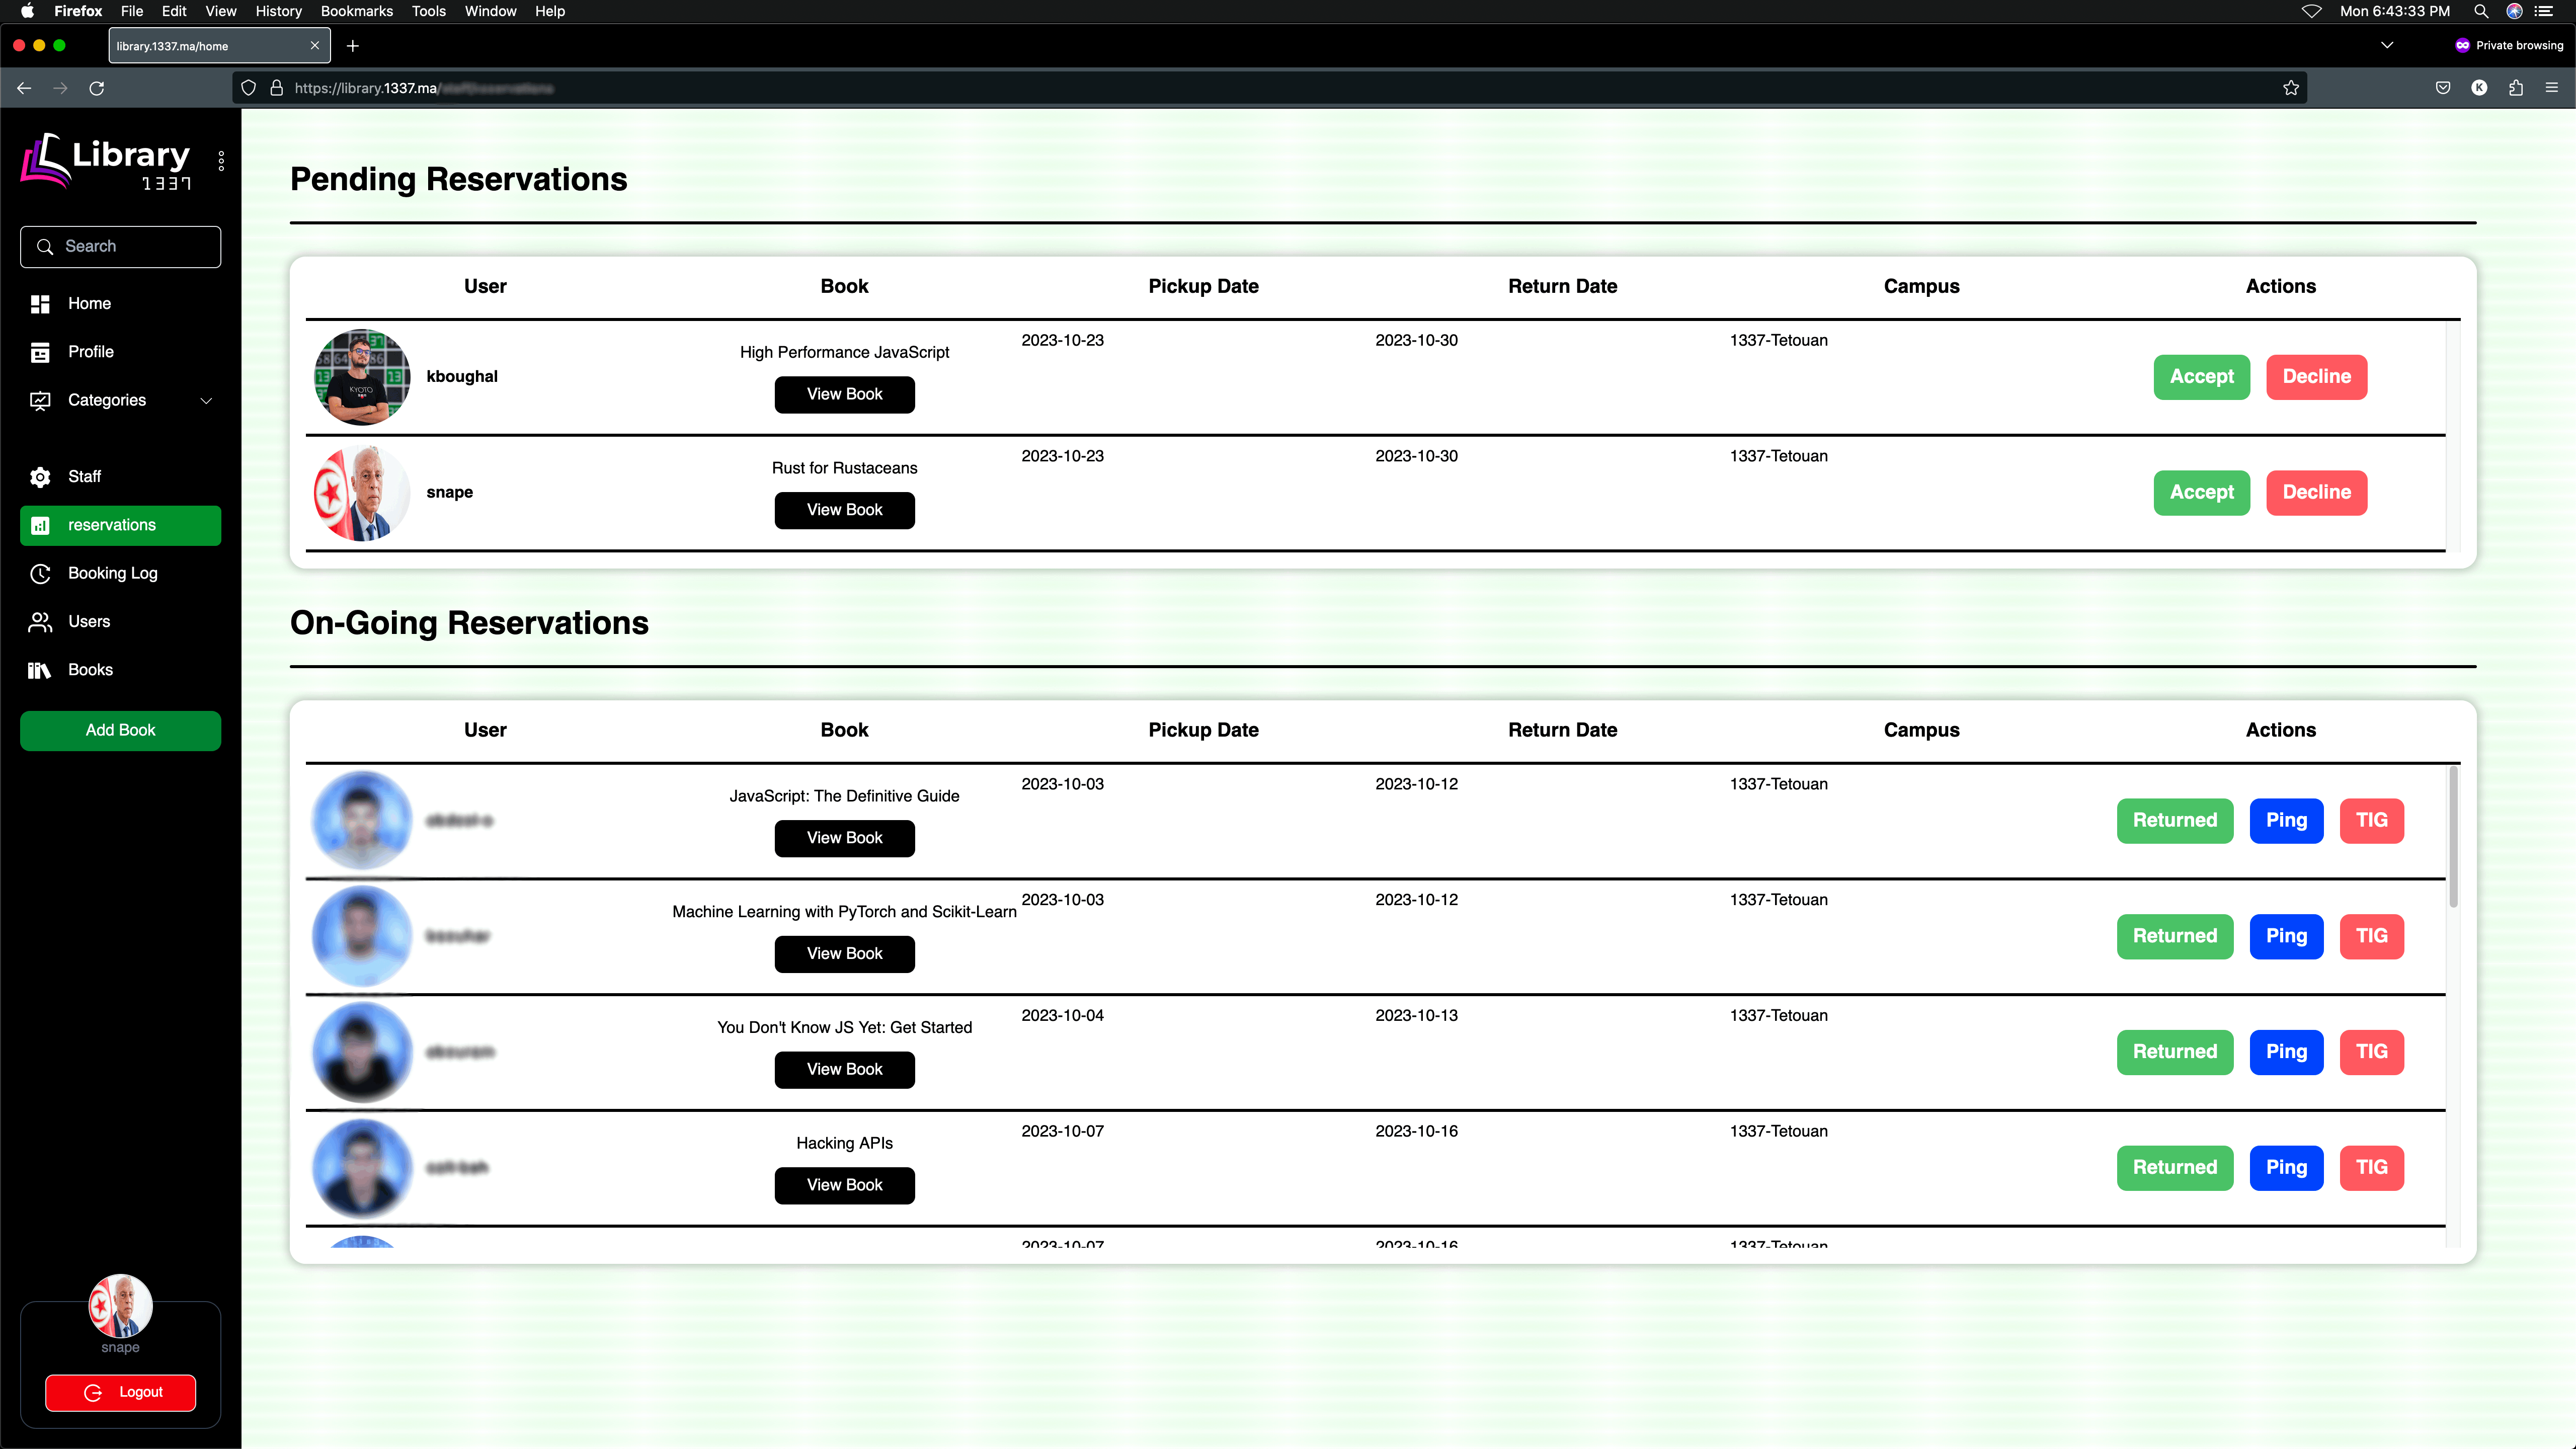 Firefox File Edit View History Bookmarks Tools Window Help Mon 6:43:33 PM
library.1337.ma/home Private browsing
https://library.1337.ma/ K
Library
1337
Search
Home
Profile
Categories
Staff
reservations
Booking Log
Users
Books
Add Book
snape
Logout
Pending Reservations
User Book Pickup Date Return Date Campus Actions
kboughal High Performance JavaScript 2023-10-23 2023-10-30 1337-Tetouan Accept Decline
View Book
snape Rust for Rustaceans 2023-10-23 2023-10-30 1337-Tetouan Accept Decline
View Book
On-Going Reservations
User Book Pickup Date Return Date Campus Actions
JavaScript: The Definitive Guide 2023-10-03 2023-10-12 1337-Tetouan Returned Ping TIG
View Book
Machine Learning with PyTorch and Scikit-Learn 2023-10-03 2023-10-12 1337-Tetouan Returned Ping TIG
View Book
You Don't Know JS Yet: Get Started 2023-10-04 2023-10-13 1337-Tetouan Returned Ping TIG
View Book
Hacking APIs 2023-10-07 2023-10-16 1337-Tetouan Returned Ping TIG
View Book
2023-10-07 2023-10-16 1337-Tetouan